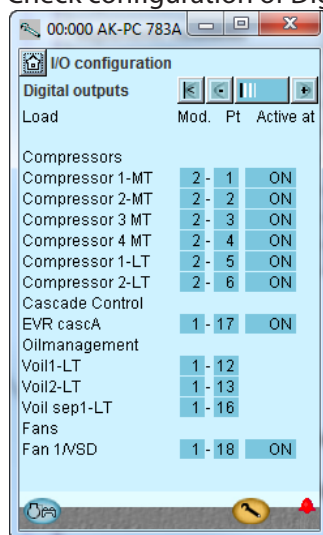 Check configuration of Dig
00:000 AK-PC 783A
I/O configuration
Digital outputs
Load Mod. Pt Active at
Compressors
Compressor 1-MT 2 - 1 ON
Compressor 2-MT 2 - 2 ON
Compressor 3 MT 2 - 3 ON
Compressor 4 MT 2 - 4 ON
Compressor 1-LT 2 - 5 ON
Compressor 2-LT 2 - 6 ON
Cascade Control
EVR cascA 1 - 17 ON
Oilmanagement
Voil1-LT 1 - 12
Voil2-LT 1 - 13
Voil sep1-LT 1 - 16
Fans
Fan 1/VSD 1 - 18 ON